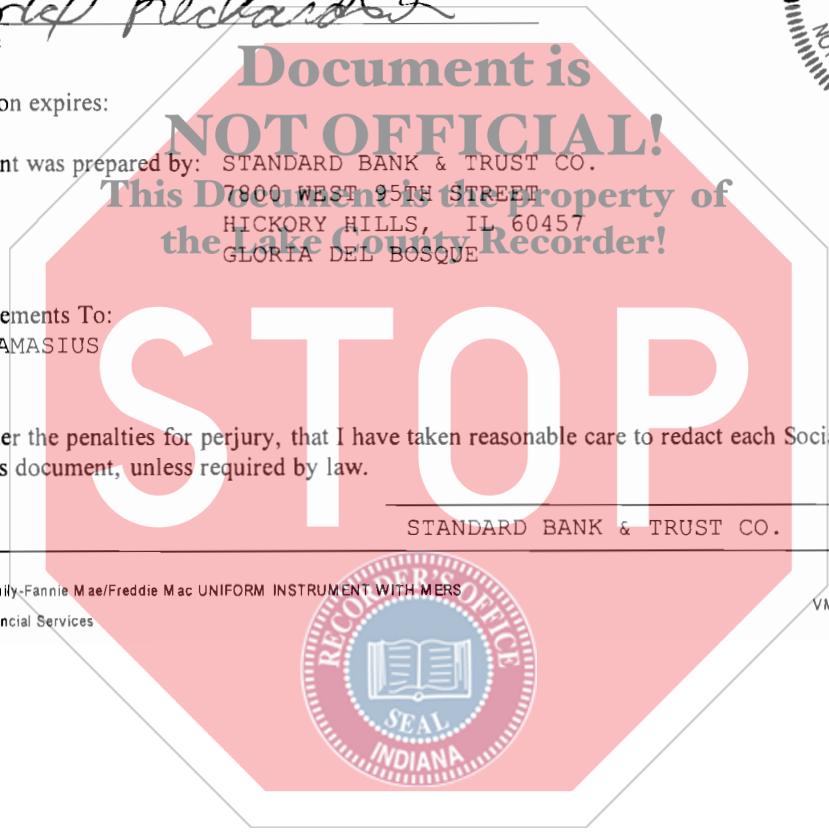 Richardson
Document is
on expires:
NOT OFFICIAL!
nt was prepared by: STANDARD BANK & TRUST CO.
This Document is the property of
7800 WEST 95TH STREET
HICKORY HILLS, IL 60457
the Lake County Recorder!
GLORIA DEL BOSQUE
ements To:
AMASIUS
STOP
er the penalties for perjury, that I have taken reasonable care to redact each Soci
s document, unless required by law.
STANDARD BANK & TRUST CO.
ily-Fannie Mae/Freddie Mac UNIFORM INSTRUMENT WITH MERS
VM
ncial Services
RECORDER'S OFFICE
SEAL
INDIANA